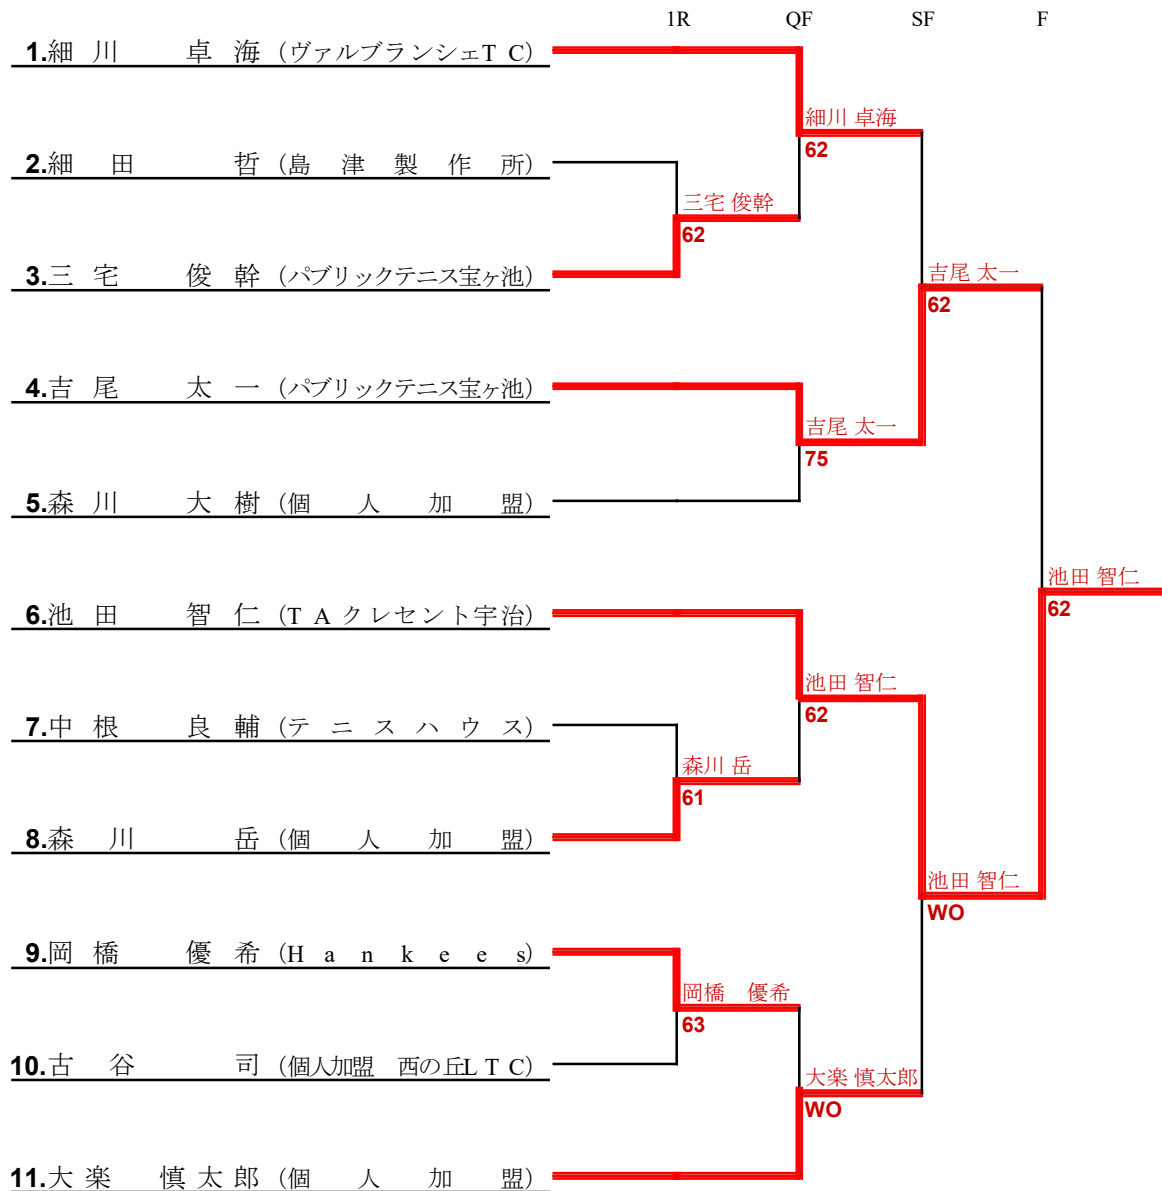 1R QF SF F
1.細川 卓海 (ヴァルブランシェTC)
細川 卓海
62
2.細田 哲 (島津製作所)
三宅 俊幹
62
3.三宅 俊幹 (パブリックテニス宝ヶ池)
吉尾 太一
62
4.吉尾 太一 (パブリックテニス宝ヶ池)
吉尾 太一
75
5.森川 大樹 (個人加盟)
池田 智仁
62
6.池田 智仁 (TAクレセント宇治)
池田 智仁
62
7.中根 良輔 (テニスハウス)
森川 岳
61
8.森川 岳 (個人加盟)
池田 智仁
WO
9.岡橋 優希 (Hankees)
岡橋 優希
63
10.古谷 司 (個人加盟 西の丘LTC)
大楽 慎太郎
WO
11.大楽 慎太郎 (個人加盟)